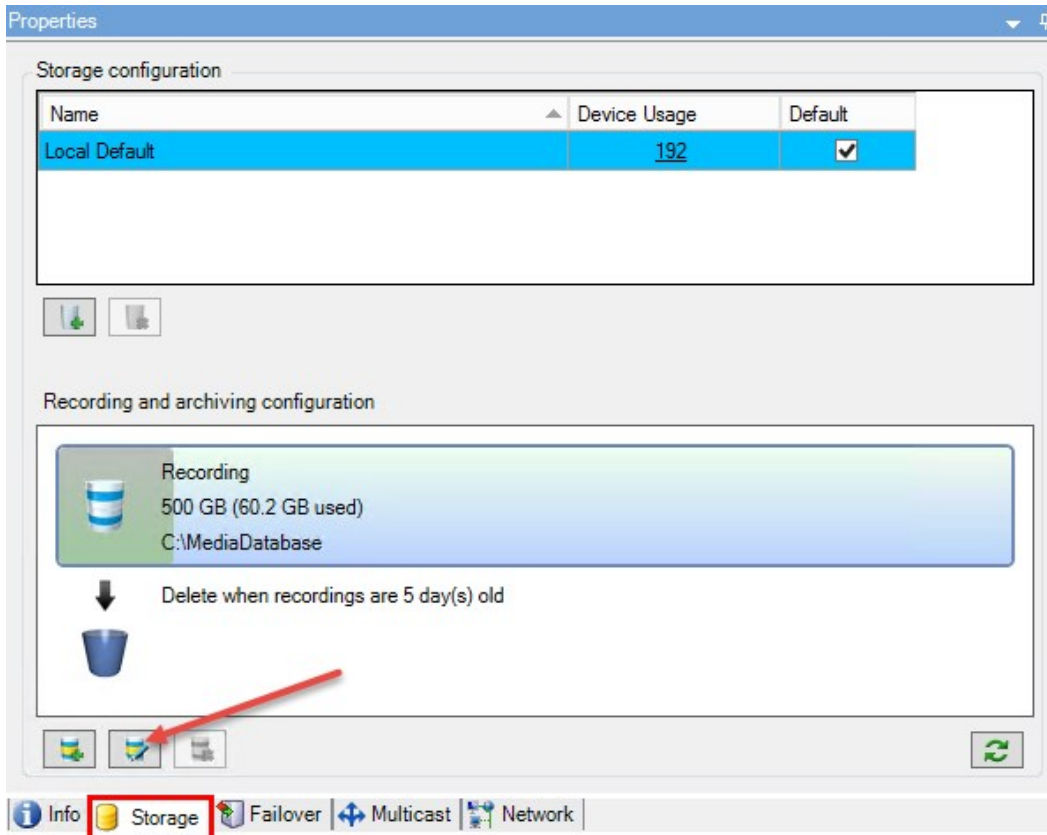 Properties
Storage configuration
Name Device Usage Default
Local Default 192
Recording and archiving configuration
Recording
500 GB (60.2 GB used)
C:\MediaDatabase
Delete when recordings are 5 day(s) old
Info Storage Failover Multicast Network